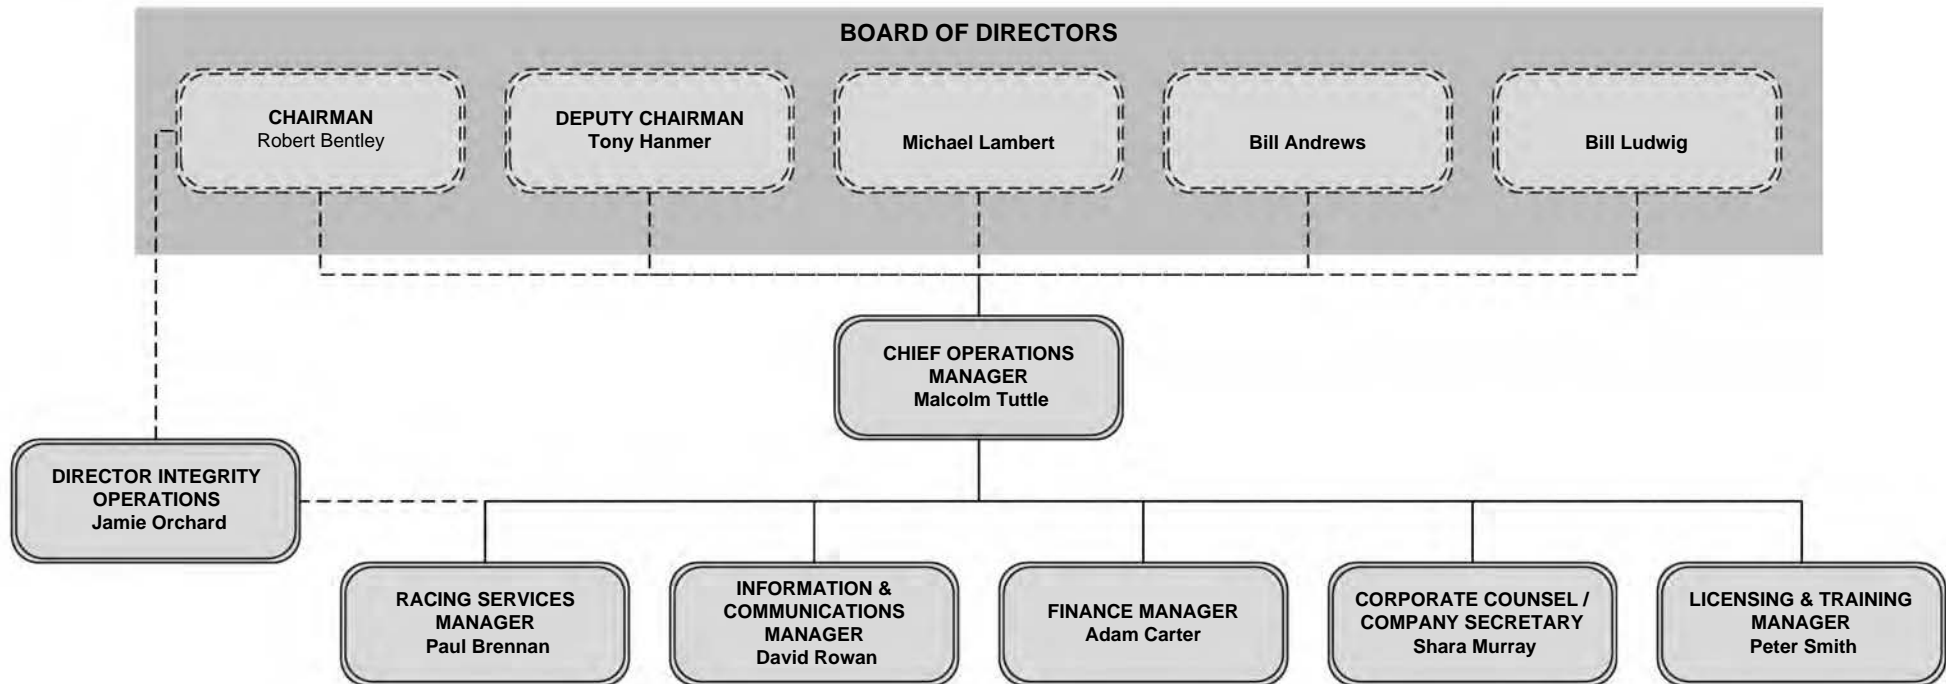 BOARD OF DIRECTORS
CHAIRMAN
Robert Bentley
DEPUTY CHAIRMAN
Tony Hanmer
Michael Lambert
Bill Andrews
Bill Ludwig
CHIEF OPERATIONS
MANAGER
Malcolm Tuttle
DIRECTOR INTEGRITY
OPERATIONS
Jamie Orchard
RACING SERVICES
MANAGER
Paul Brennan
INFORMATION &
COMMUNICATIONS
MANAGER
David Rowan
FINANCE MANAGER
Adam Carter
CORPORATE COUNSEL /
COMPANY SECRETARY
Shara Murray
LICENSING & TRAINING
MANAGER
Peter Smith